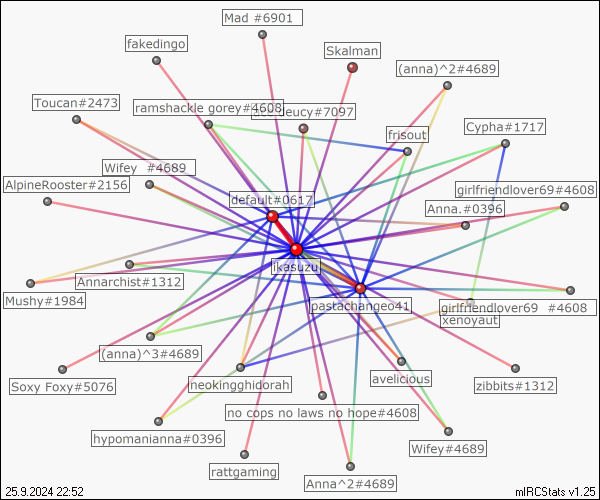 Mad #6901
fakedingo
Skalman
(anna)^2#4689
Toucan#2473
ramshackle gorey#4608
deucy#7097
frisout
Cypha#1717
Wifey  #4689
AlpineRooster#2156
default#0617
girlfriendlover69#4608
Anna.#0396
ikasuzu
Annarchist#1312
Mushy#1984
pastachangeo41
girlfriendlover69  #4608
xenoyaut
(anna)^3#4689
Soxy Foxy#5076
neokingghidorah
avelicious
zibbits#1312
no cops no laws no hope#4608
hypomanianna#0396
Wifey#4689
rattgaming
Anna^2#4689
25.9.2024 22:52
mIRCStats v1.25